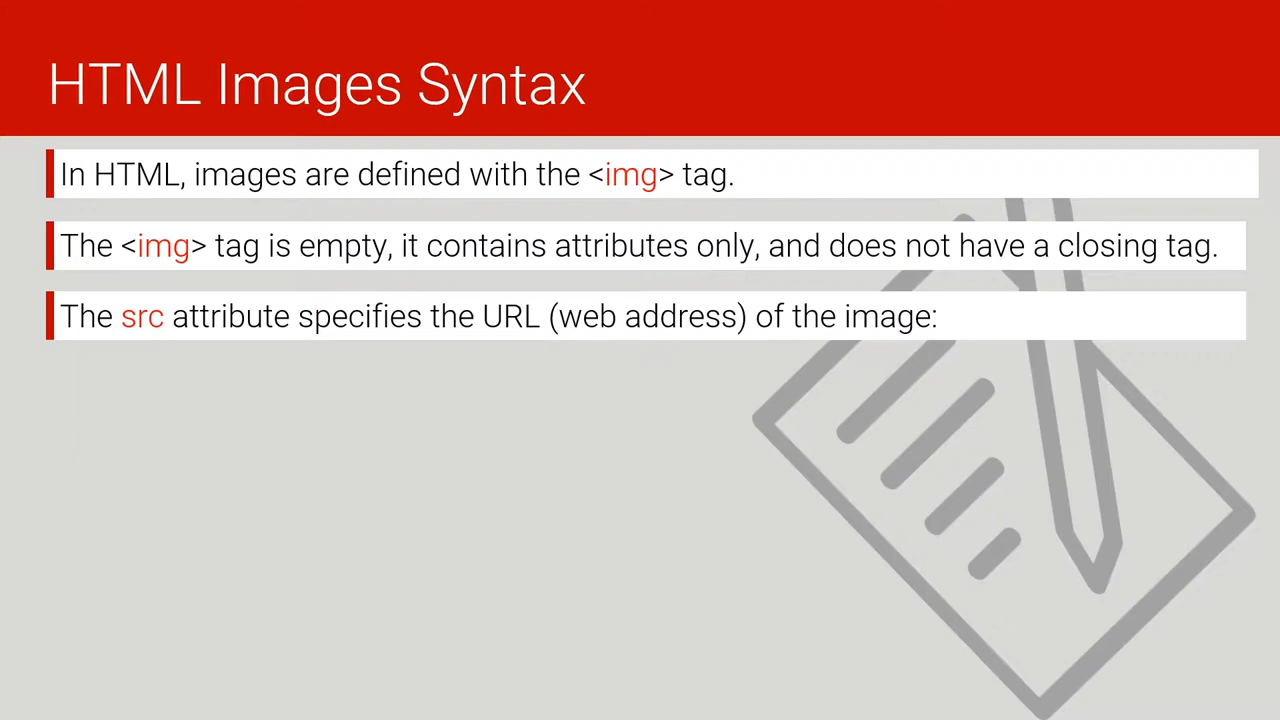 HTML Images Syntax
In HTML, images are defined with the <img> tag.
The <img> tag is empty, it contains attributes only, and does not have a closing tag.
The src attribute specifies the URL (web address) of the image: